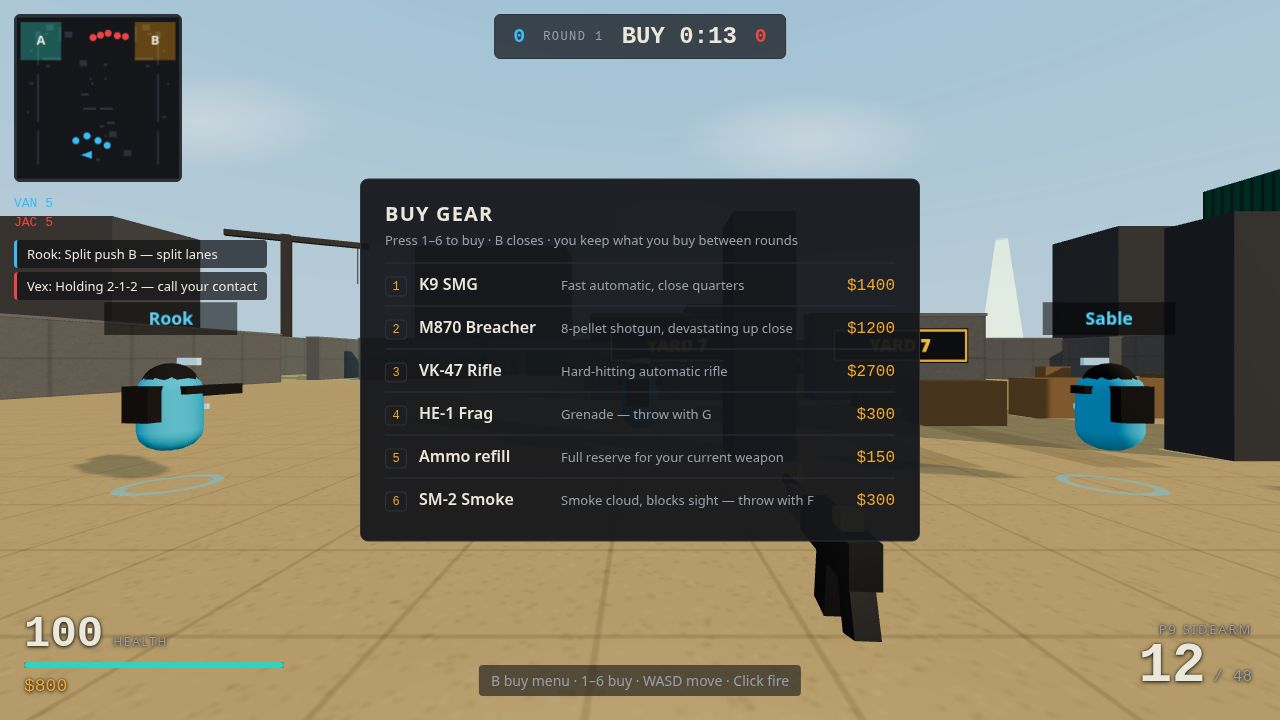 A
B
0 ROUND 1 BUY 0:13 0
VAN 5
JAC 5
Rook: Split push B — split lanes
Vex: Holding 2-1-2 — call your contact
Rook
Sable
BUY GEAR
Press 1–6 to buy · B closes · you keep what you buy between rounds
1 K9 SMG Fast automatic, close quarters $1400
2 M870 Breacher 8-pellet shotgun, devastating up close $1200
YARD 7
YARD 7
3 VK-47 Rifle Hard-hitting automatic rifle $2700
4 HE-1 Frag Grenade — throw with G $300
5 Ammo refill Full reserve for your current weapon $150
6 SM-2 Smoke Smoke cloud, blocks sight — throw with F $300
100 HEALTH
$800
B buy menu · 1–6 buy · WASD move · Click fire
P9 SIDEARM
12 / 48